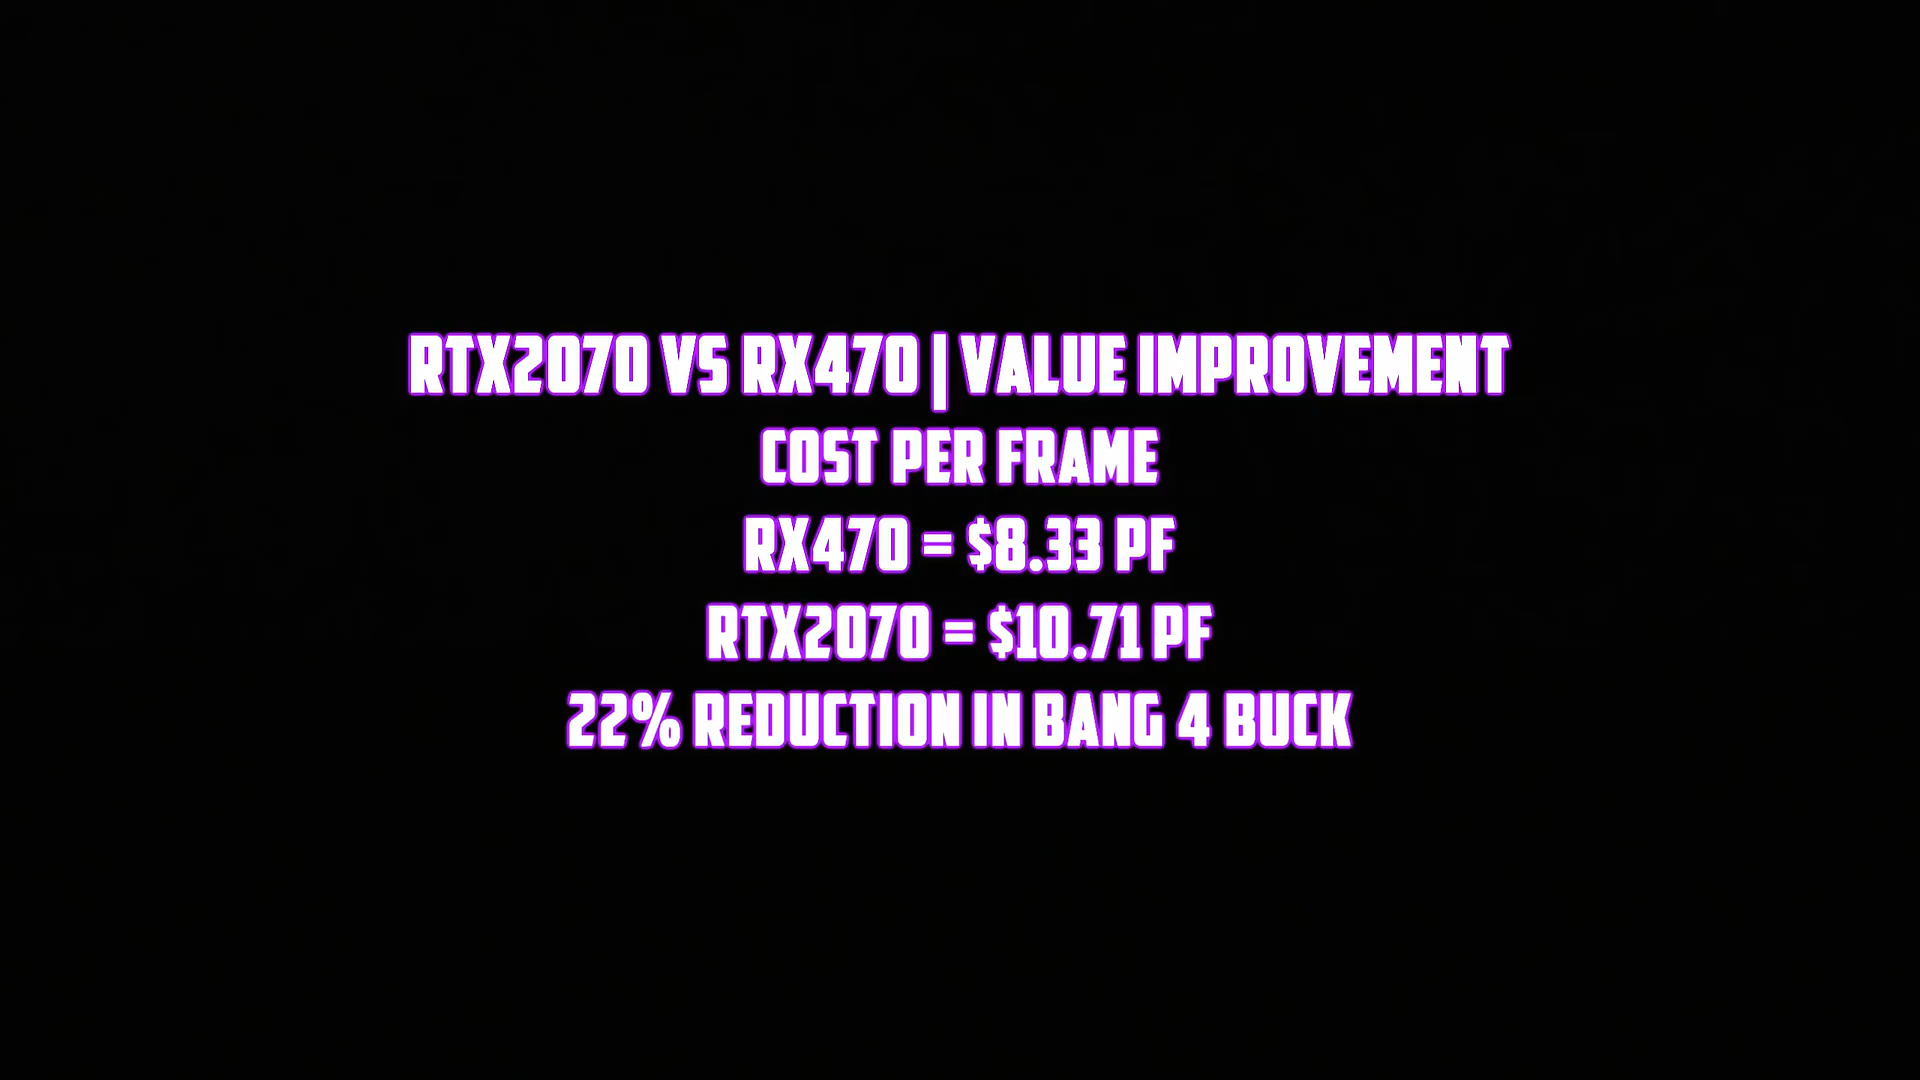 RTX2070 VS RX470 | VALUE IMPROVEMENT
COST PER FRAME
RX470 = $8.33 PF
RTX2070 = $10.71 PF
22% REDUCTION IN BANG 4 BUCK